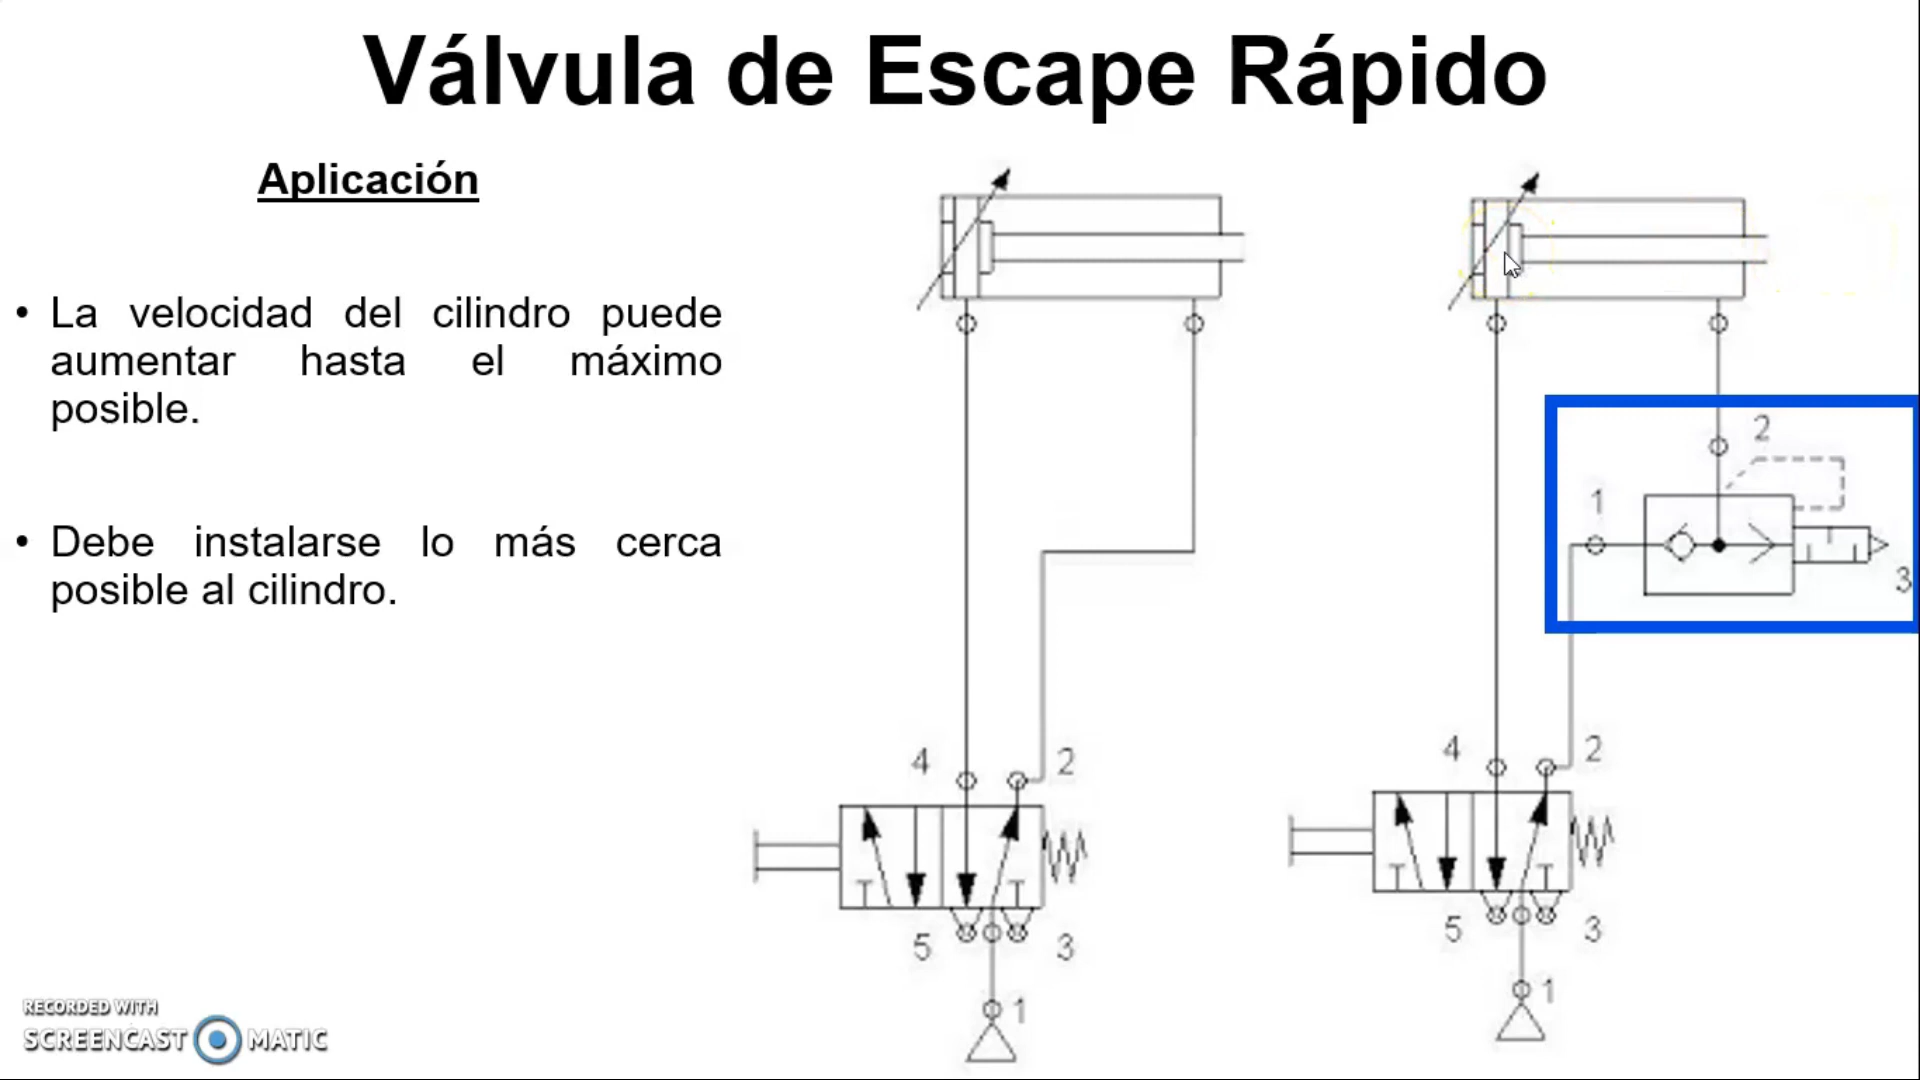 Válvula de Escape Rápido
Aplicación
• La velocidad del cilindro puede
aumentar hasta el máximo
posible.
• Debe instalarse lo más cerca
posible al cilindro.
4
2
5
3
1
2
1
3
4
2
5
3
1
RECORDED WITH
SCREENCAST MATIC